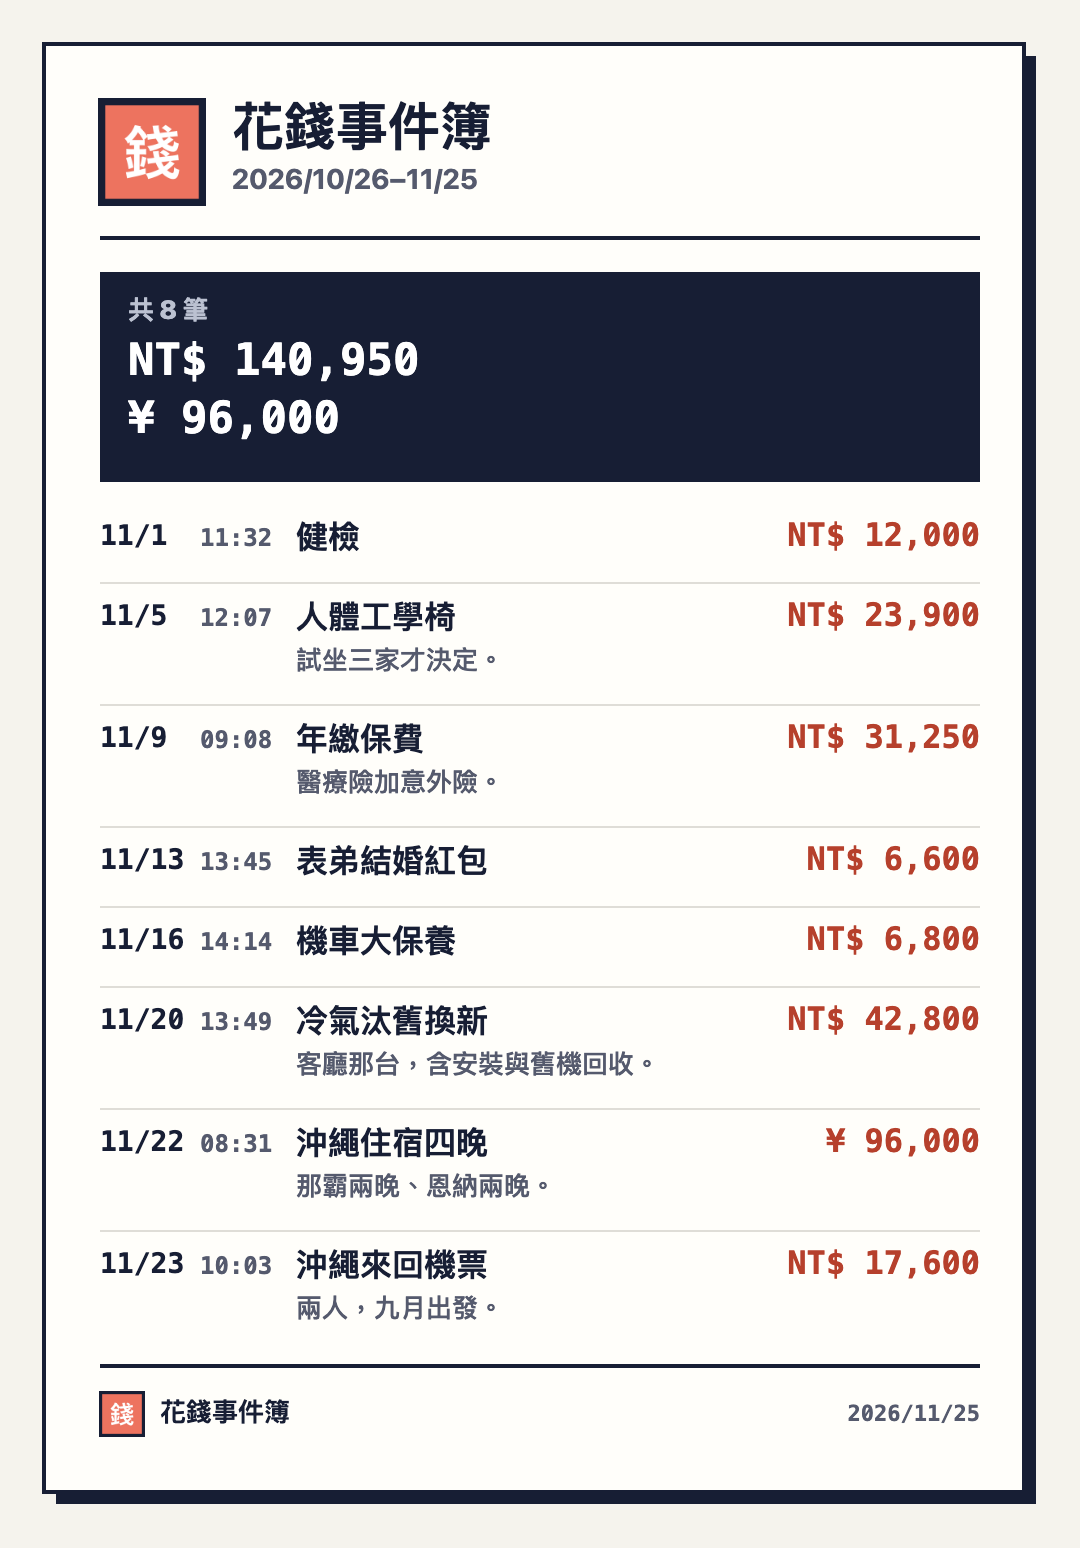 錢
花錢事件簿
2026/10/26–11/25
共 8 筆
NT$ 140,950
¥ 96,000
11/1 11:32 健檢 NT$ 12,000
11/5 12:07 人體工學椅 NT$ 23,900
試坐三家才決定。
11/9 09:08 年繳保費 NT$ 31,250
醫療險加意外險。
11/13 13:45 表弟結婚紅包 NT$ 6,600
11/16 14:14 機車大保養 NT$ 6,800
11/20 13:49 冷氣汰舊換新 NT$ 42,800
客廳那台，含安裝與舊機回收。
11/22 08:31 沖繩住宿四晚 ¥ 96,000
那霸兩晚、恩納兩晚。
11/23 10:03 沖繩來回機票 NT$ 17,600
兩人，九月出發。
錢 花錢事件簿 2026/11/25